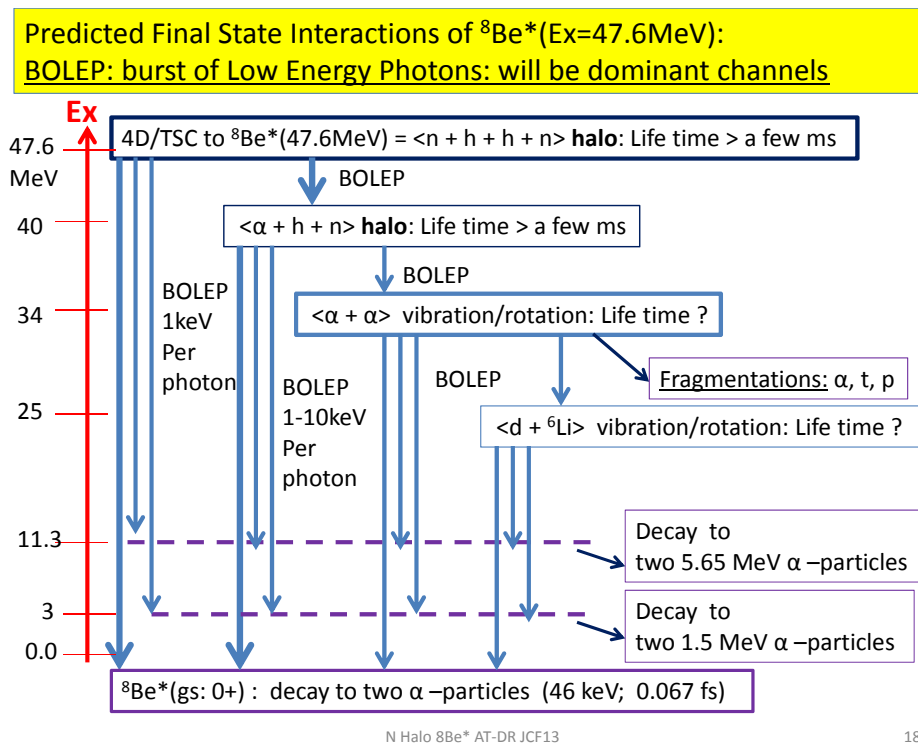 Predicted Final State Interactions of ⁸Be*(Ex=47.6MeV):
BOLEP: burst of Low Energy Photons: will be dominant channels
Ex
47.6
MeV
4D/TSC to ⁸Be*(47.6MeV) = <n + h + h + n> halo: Life time > a few ms
BOLEP
40
<α + h + n> halo: Life time > a few ms
BOLEP
BOLEP
1keV
Per
photon
34
<α + α> vibration/rotation: Life time ?
BOLEP
1-10keV
Per
photon
BOLEP
Fragmentations: α, t, p
25
<d + ⁶Li> vibration/rotation: Life time ?
11.3
Decay to
two 5.65 MeV α –particles
3
Decay to
two 1.5 MeV α –particles
0.0
⁸Be*(gs: 0+) : decay to two α –particles (46 keV; 0.067 fs)
N Halo 8Be* AT-DR JCF13
18